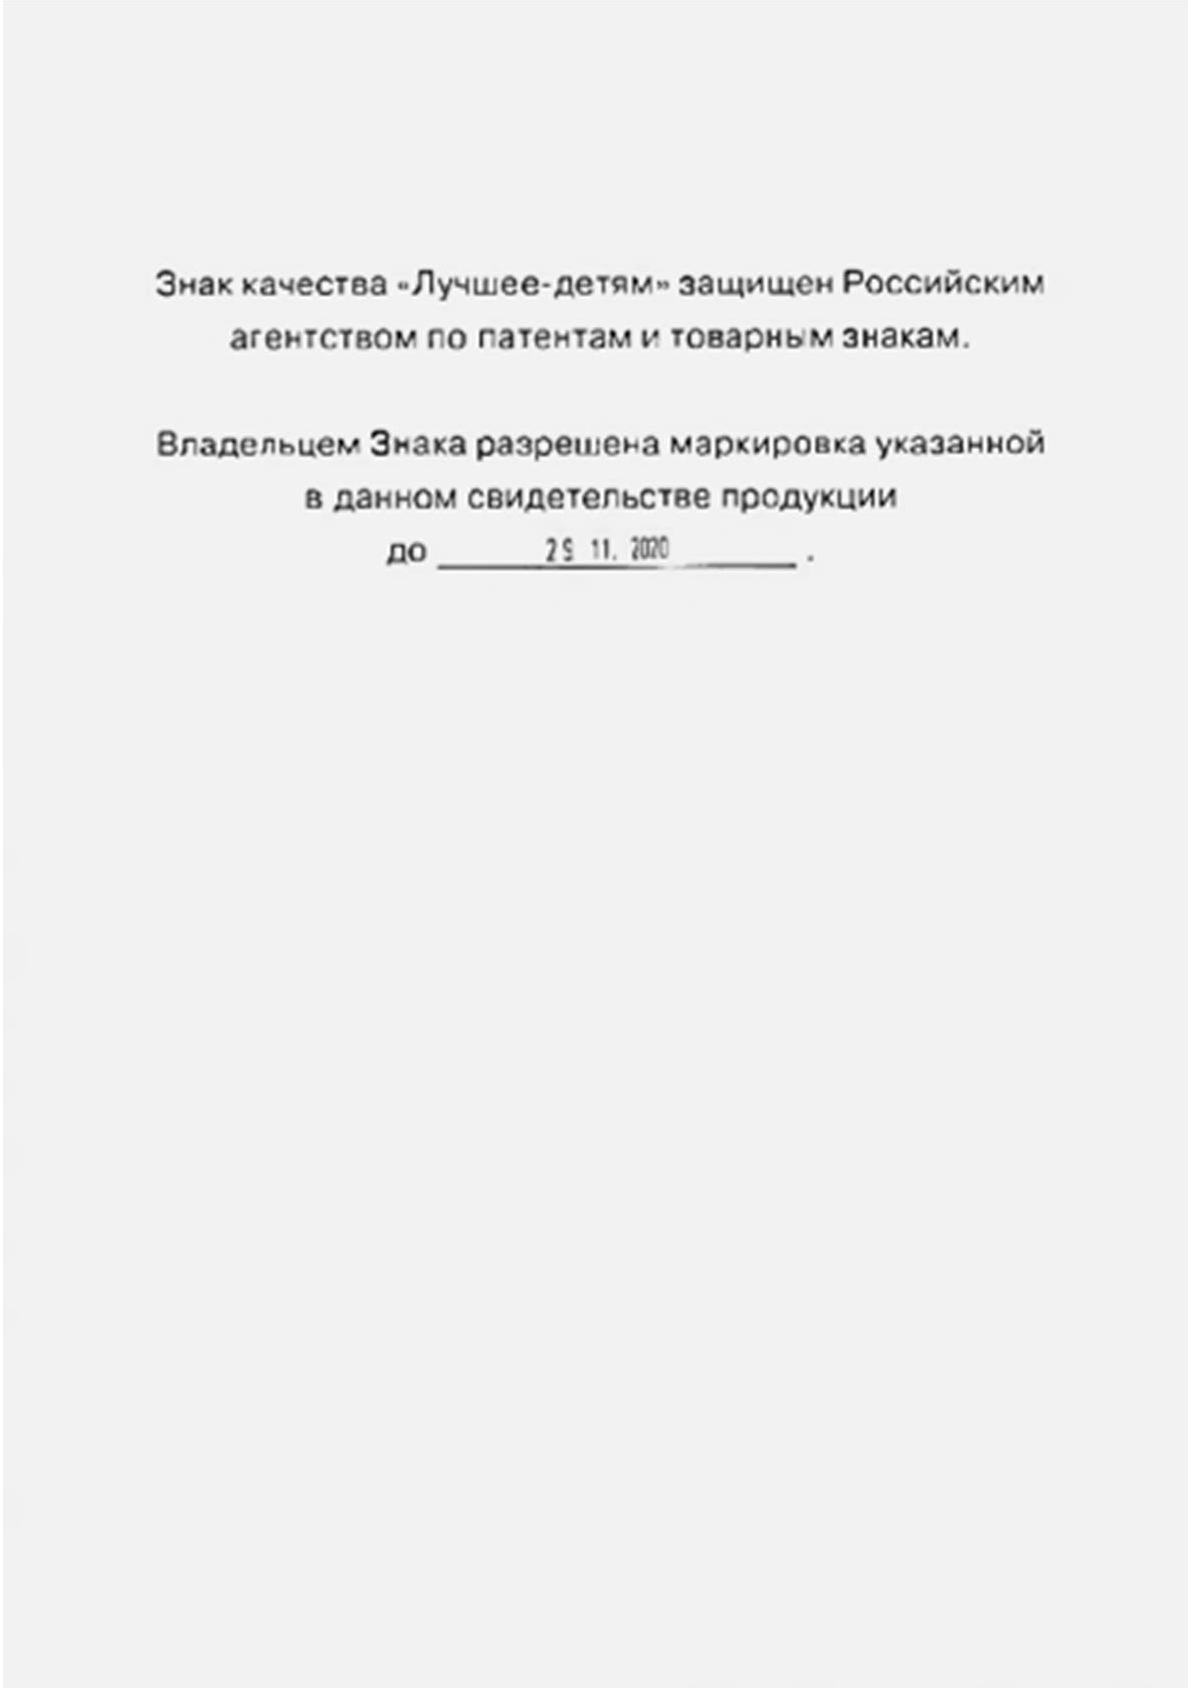 Знак качества «Лучшее-детям» защищен Российским
агентством по патентам и товарным знакам.
Владельцем Знака разрешена маркировка указанной
в данном свидетельстве продукции
до 29 11. 2020 .